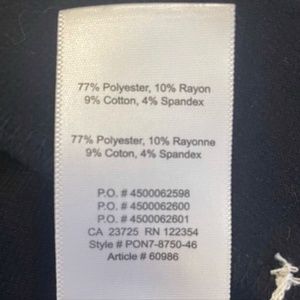 77% Polyester, 10% Rayon
9% Cotton, 4% Spandex
77% Polyester, 10% Rayonne
9% Coton, 4% Spandex
P.O. # 4500062598
P.O. # 4500062600
P.O. # 4500062601
CA 23725 RN 122354
Style # PON7-8750-46
Article # 60986